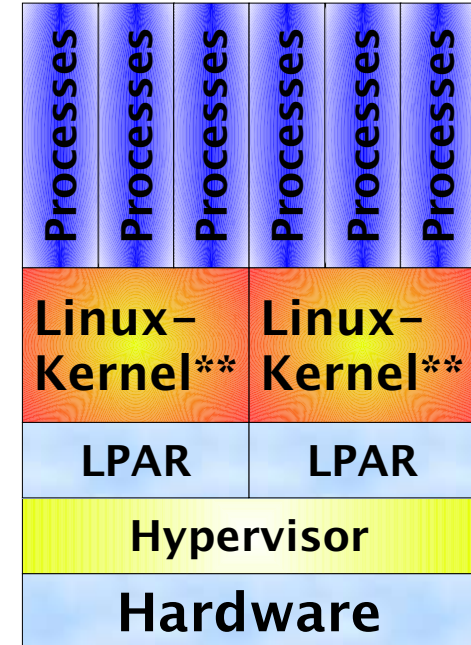 Processes
Processes
Processes
Processes
Processes
Processes
Linux-
Kernel**
Linux-
Kernel**
LPAR
LPAR
Hypervisor
Hardware